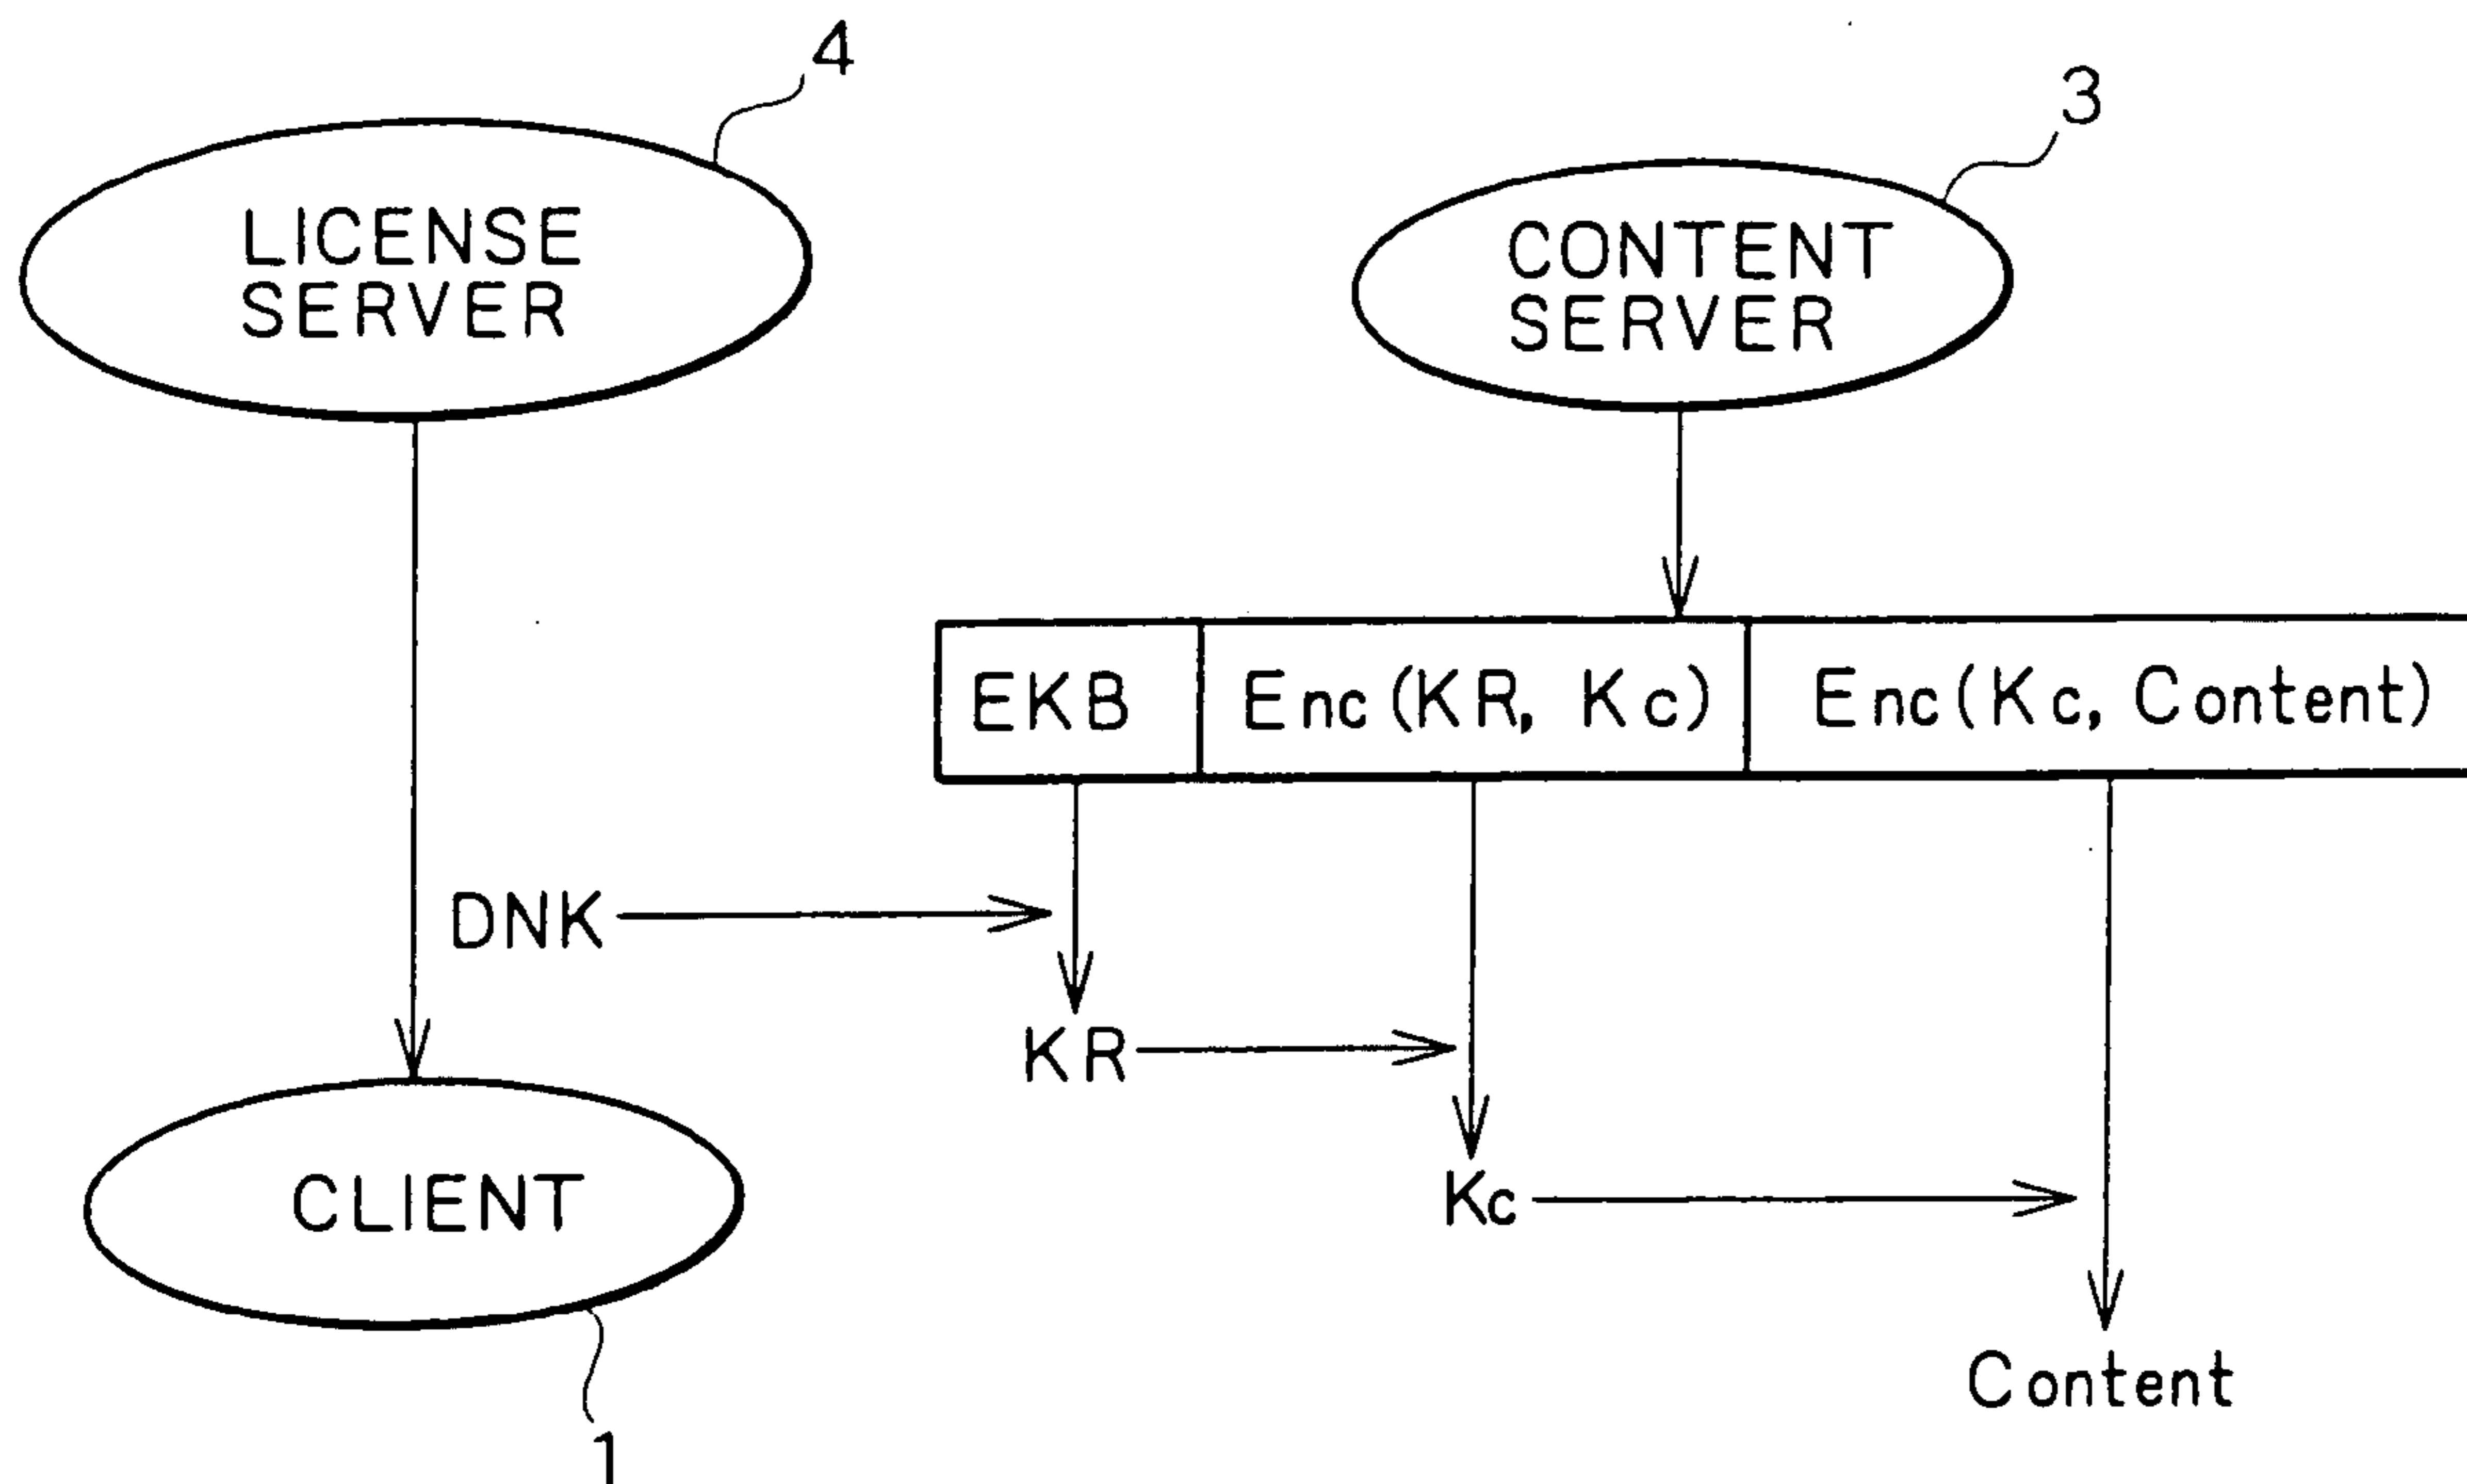 4
3
LICENSE
SERVER
CONTENT
SERVER
EKB
Enc(KR, Kc)
Enc(Kc, Content)
DNK
KR
Kc
CLIENT
Content
1